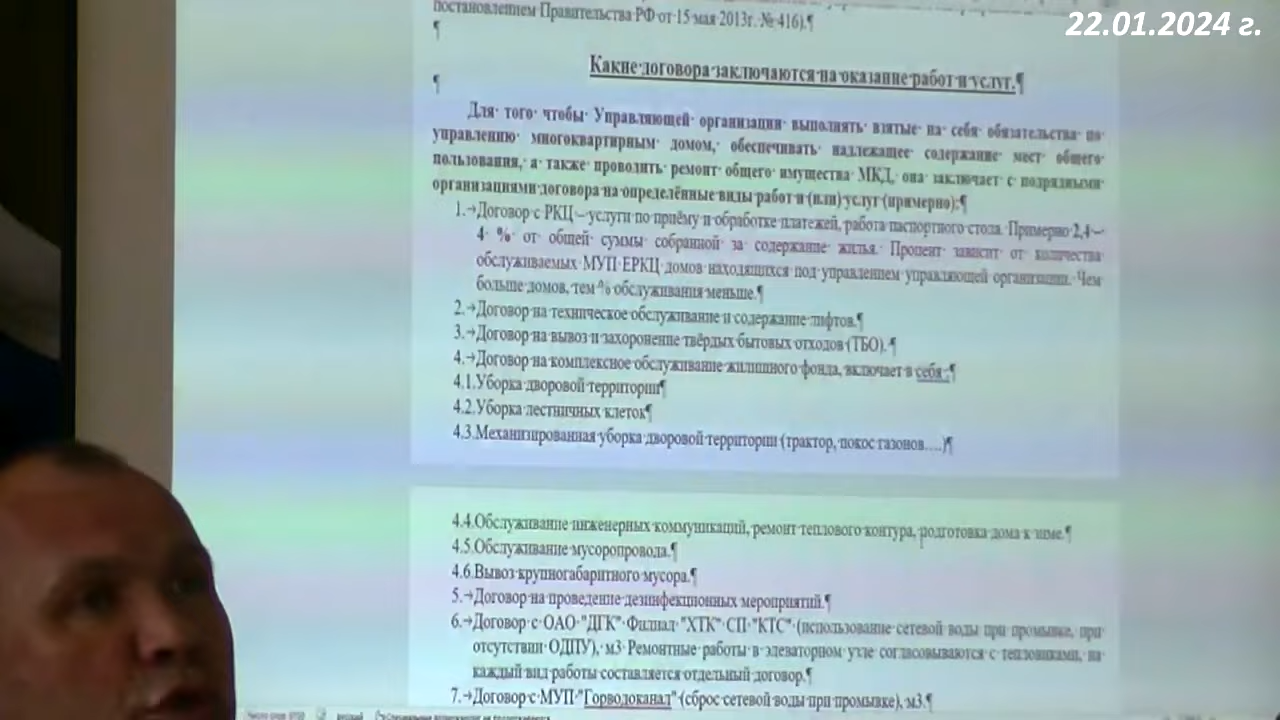 22.01.2024 г.
постановлением Правительства РФ от 15 мая 2013г. № 416).¶
¶
Какие договора заключаются на оказание работ и услуг.¶
¶
Для того чтобы Управляющей организации выполнять взятые на себя обязательства по
управлению многоквартирным домом, обеспечивать надлежащее содержание мест общего
пользования, а также проводить ремонт общего имущества МКД, она заключает с подрядными
организациями договора на определённые виды работ и (или) услуг (примерно):¶
1.→Договор с РКЦ – услуги по приёму и обработке платежей, работа паспортного стола. Примерно 2,4 –
4 % от общей суммы собранной за содержание жилья. Процент зависит от количества
обслуживаемых МУП ЕРКЦ домов находящихся под управлением управляющей организации. Чем
больше домов, тем % обслуживания меньше.¶
2.→Договор на техническое обслуживание и содержание лифтов.¶
3.→Договор на вывоз и захоронение твёрдых бытовых отходов (ТБО).¶
4.→Договор на комплексное обслуживание жилищного фонда, включает в себя:¶
4.1.Уборка дворовой территории¶
4.2.Уборка лестничных клеток¶
4.3.Механизированная уборка дворовой территории (трактор, покос газонов….)¶
4.4.Обслуживание инженерных коммуникаций, ремонт теплового контура, подготовка дома к зиме.¶
4.5.Обслуживание мусоропровода.¶
4.6.Вывоз крупногабаритного мусора.¶
5.→Договор на проведение дезинфекционных мероприятий.¶
6.→Договор с ОАО "ДГК" Филиал "ХТК" СП "КТС" (использование сетевой воды при промывке, при
отсутствии ОДПУ), м3 Ремонтные работы в элеваторном узле согласовываются с тепловиками, на
каждый вид работы составляется отдельный договор.¶
7.→Договор с МУП "Горводоканал" (сброс сетевой воды при промывке), м3.¶